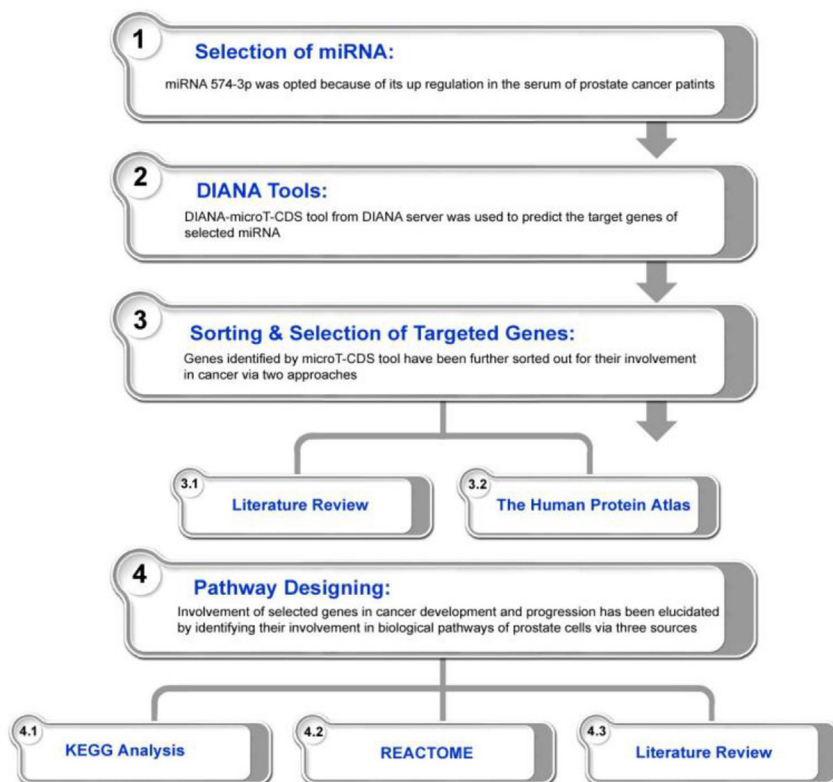 1
Selection of miRNA:
miRNA 574-3p was opted because of its up regulation in the serum of prostate cancer patints
2
DIANA Tools:
DIANA-microT-CDS tool from DIANA server was used to predict the target genes of
selected miRNA
3
Sorting & Selection of Targeted Genes:
Genes identified by microT-CDS tool have been further sorted out for their involvement
in cancer via two approaches
3.1
Literature Review
3.2
The Human Protein Atlas
4
Pathway Designing:
Involvement of selected genes in cancer development and progression has been elucidated
by identifying their involvement in biological pathways of prostate cells via three sources
4.1
KEGG Analysis
4.2
REACTOME
4.3
Literature Review